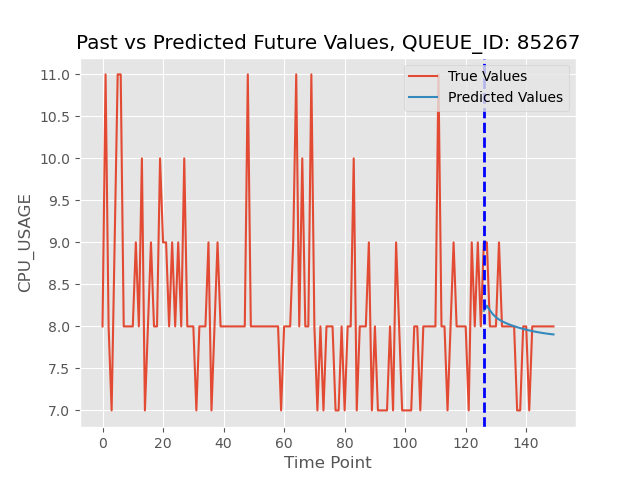 Past vs Predicted Future Values, QUEUE_ID: 85267
True Values
Predicted Values
CPU_USAGE
11.0
10.5
10.0
9.5
9.0
8.5
8.0
7.5
7.0
0 20 40 60 80 100 120 140
Time Point